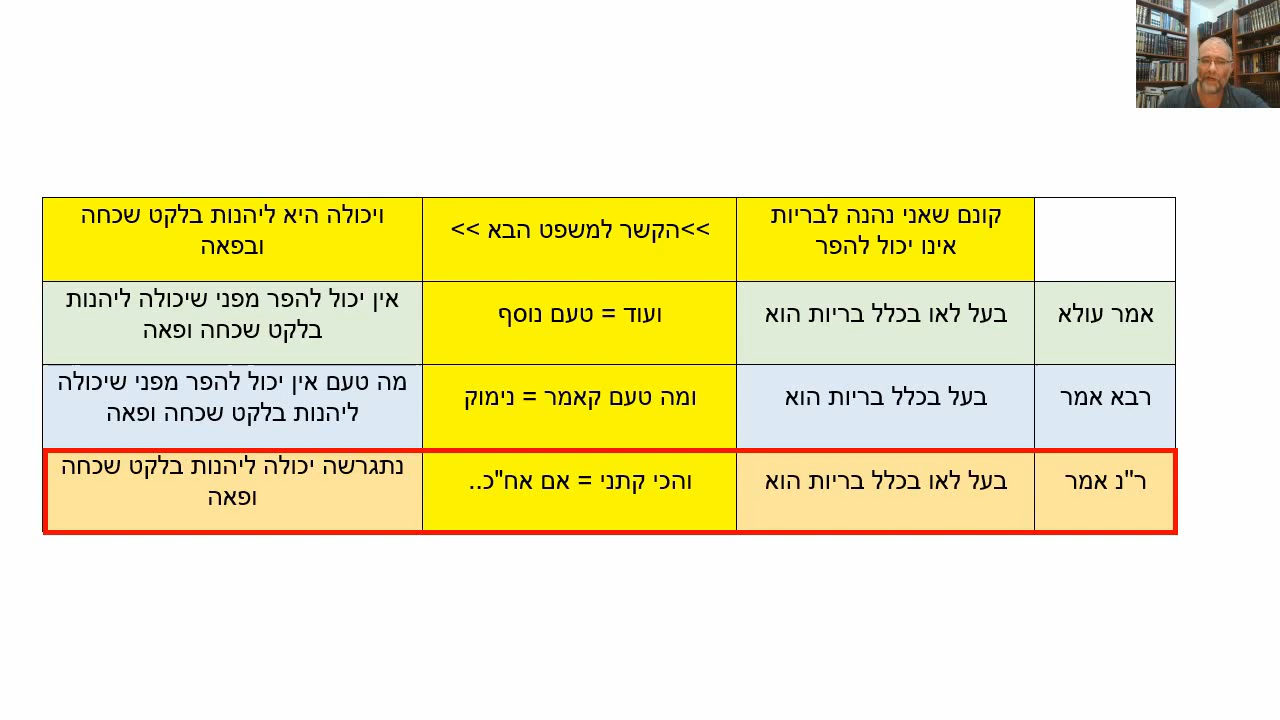 קונם שאני נהנה לבריות
אינו יכול להפר
>>הקשר למשפט הבא >>
ויכולה היא ליהנות בלקט שכחה
ובפאה
אמר עולא
בעל לאו בכלל בריות הוא
ועוד = טעם נוסף
אין יכול להפר מפני שיכולה ליהנות
בלקט שכחה ופאה
רבא אמר
בעל בכלל בריות הוא
ומה טעם קאמר = נימוק
מה טעם אין יכול להפר מפני שיכולה
ליהנות בלקט שכחה ופאה
ר"נ אמר
בעל לאו בכלל בריות הוא
והכי קתני = אם אח"כ..
נתגרשה יכולה ליהנות בלקט שכחה
ופאה